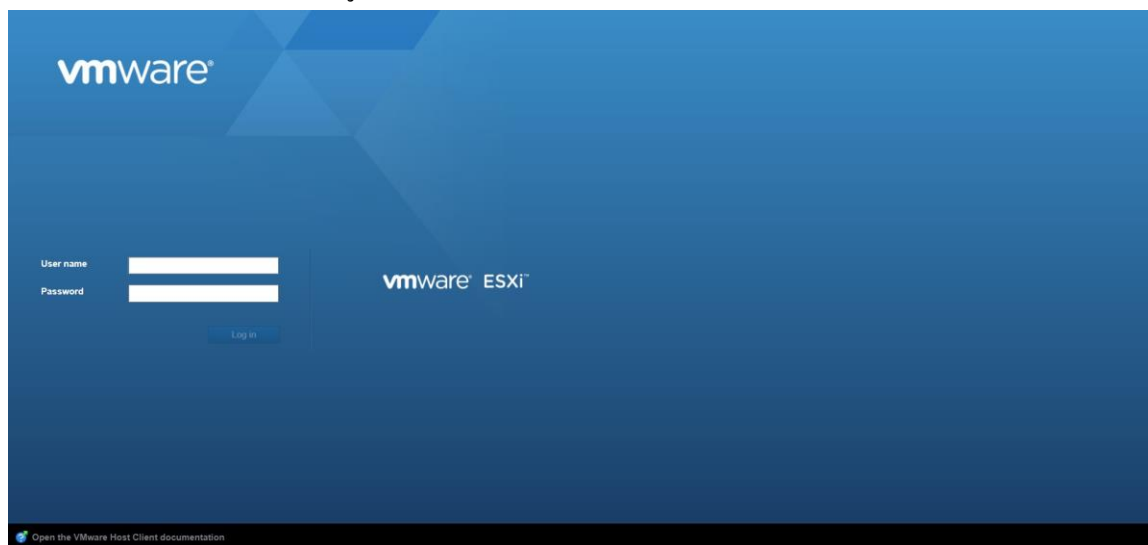 vmware®
User name
Password
vmware® ESXi™
Log in
Open the VMware Host Client documentation